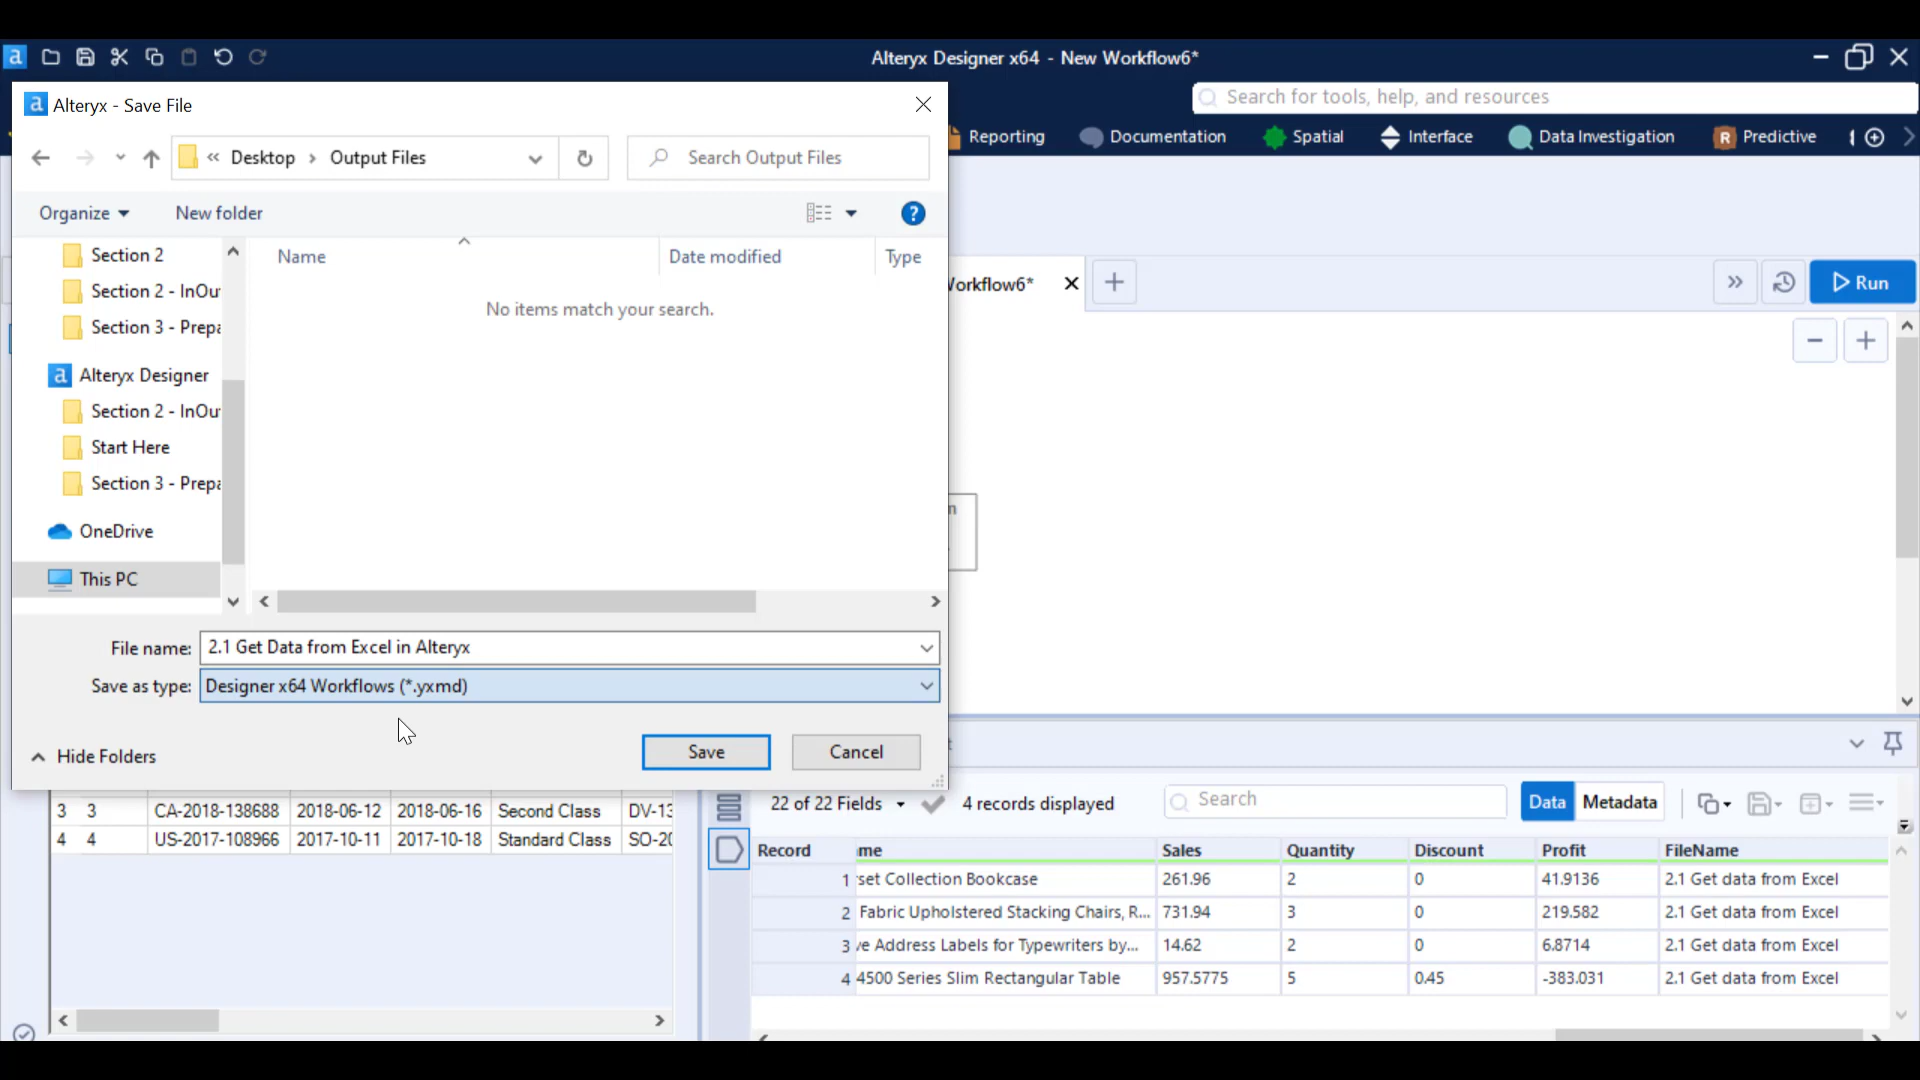 Alteryx Designer x64 - New Workflow6*
Alteryx - Save File
Search for tools, help, and resources
Desktop > Output Files
Search Output Files
Reporting
Documentation
Spatial
Interface
Data Investigation
Predictive
Organize
New folder
Section 2
Name
Date modified
Type
No items match your search.
Section 2 - InOu
Section 3 - Prepa
Workflow6*
Run
Alteryx Designer
Section 2 - InOu
Start Here
Section 3 - Prepa
OneDrive
This PC
File name: 2.1 Get Data from Excel in Alteryx
Save as type: Designer x64 Workflows (*.yxmd)
Hide Folders
Save
Cancel
3 3 CA-2018-138688 2018-06-12 2018-06-16 Second Class DV-13
4 4 US-2017-108966 2017-10-11 2017-10-18 Standard Class SO-20
22 of 22 Fields
4 records displayed
Search
Data
Metadata
Record me Sales Quantity Discount Profit FileName
1 rset Collection Bookcase 261.96 2 0 41.9136 2.1 Get data from Excel
2 Fabric Upholstered Stacking Chairs, R... 731.94 3 0 219.582 2.1 Get data from Excel
3 ve Address Labels for Typewriters by... 14.62 2 0 6.8714 2.1 Get data from Excel
4 4500 Series Slim Rectangular Table 957.5775 5 0.45 -383.031 2.1 Get data from Excel